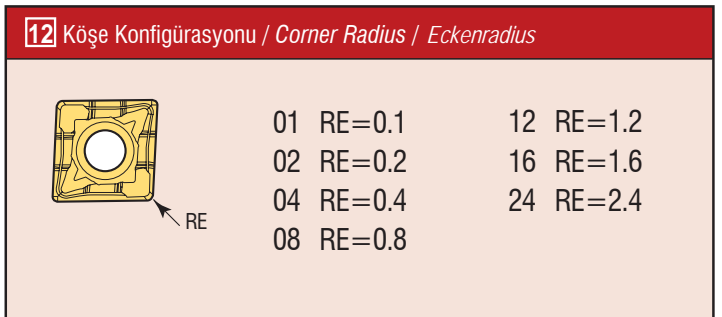 12 Köşe Konfigürasyonu / Corner Radius / Eckenradius
01 RE=0.1
02 RE=0.2
04 RE=0.4
08 RE=0.8
12 RE=1.2
16 RE=1.6
24 RE=2.4
RE